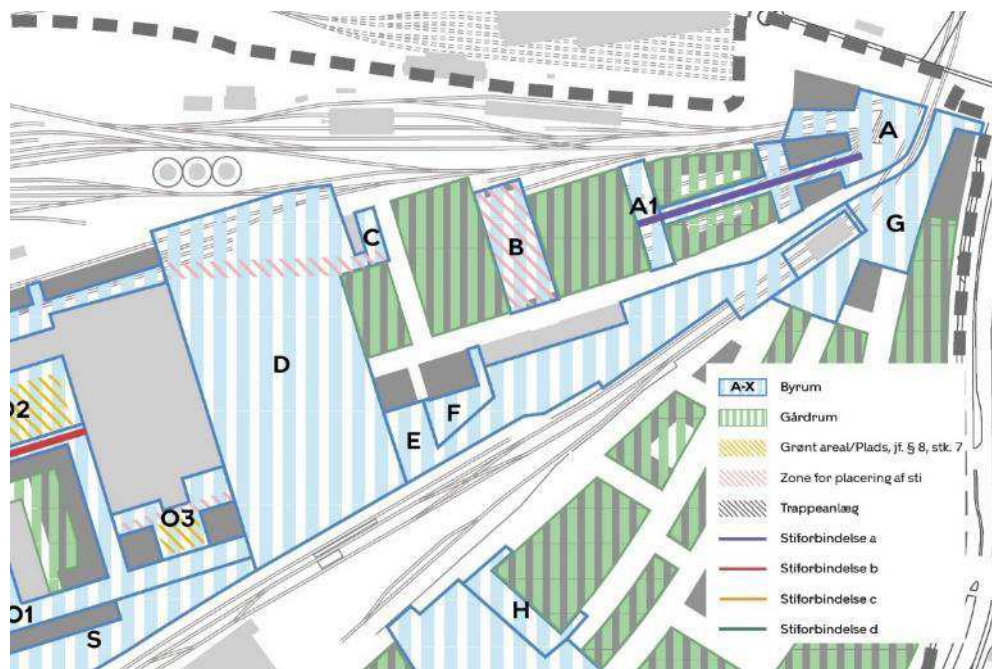 A
A1
G
C
B
D
F
E
O2
O3
O1
S
H
A-X Byrum
Gårdrum
Grønt areal/Plads, jf. § 8, stk. 7
Zone for placering af sti
Trappeanlæg
Stiforbindelse a
Stiforbindelse b
Stiforbindelse c
Stiforbindelse d